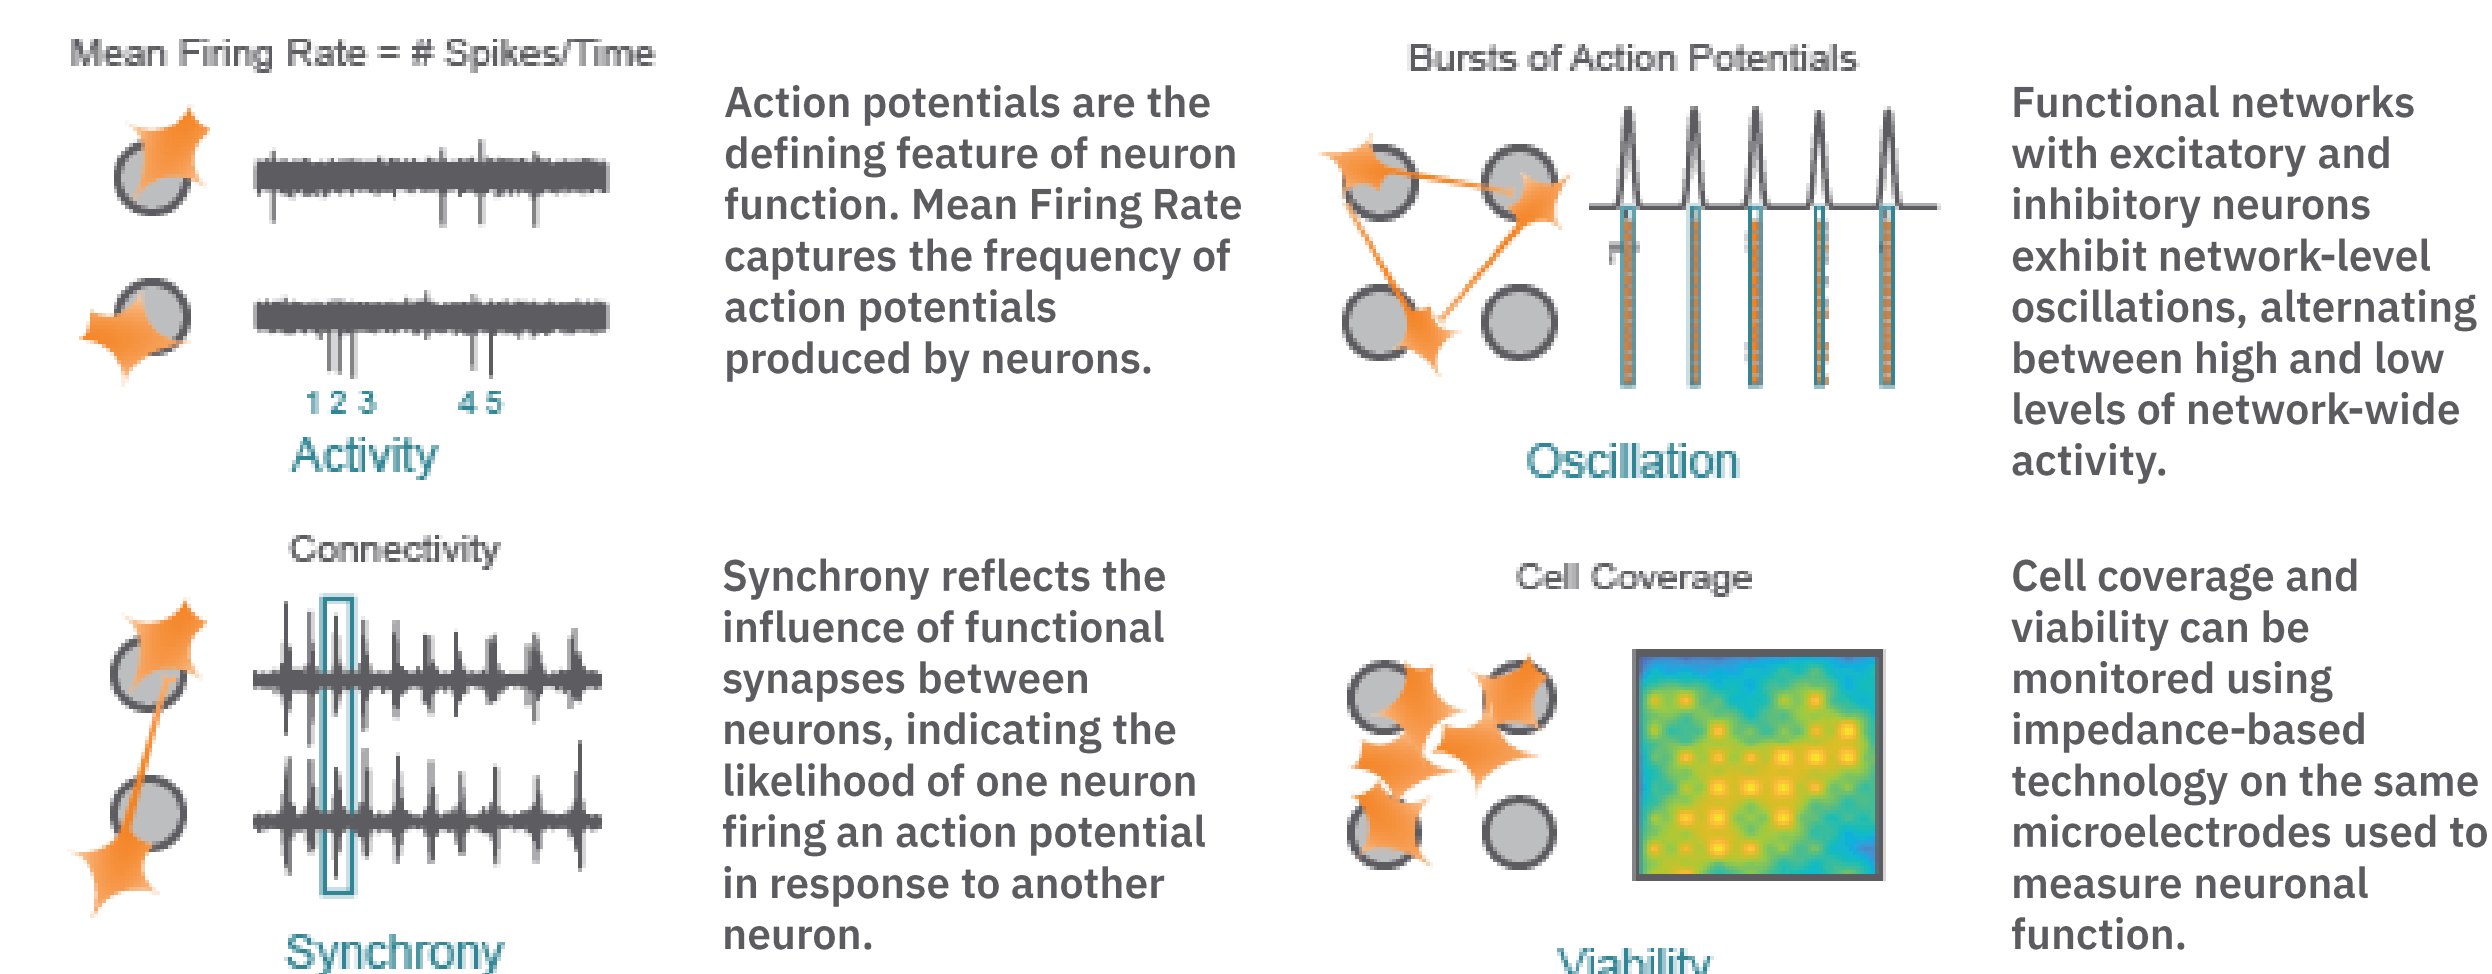 Mean Firing Rate = # Spikes/Time
1 2 3 4 5
Activity
Action potentials are the
defining feature of neuron
function. Mean Firing Rate
captures the frequency of
action potentials
produced by neurons.
Bursts of Action Potentials
Oscillation
Functional networks
with excitatory and
inhibitory neurons
exhibit network-level
oscillations, alternating
between high and low
levels of network-wide
activity.
Connectivity
Synchrony
Synchrony reflects the
influence of functional
synapses between
neurons, indicating the
likelihood of one neuron
firing an action potential
in response to another
neuron.
Cell Coverage
Viability
Cell coverage and
viability can be
monitored using
impedance-based
technology on the same
microelectrodes used to
measure neuronal
function.